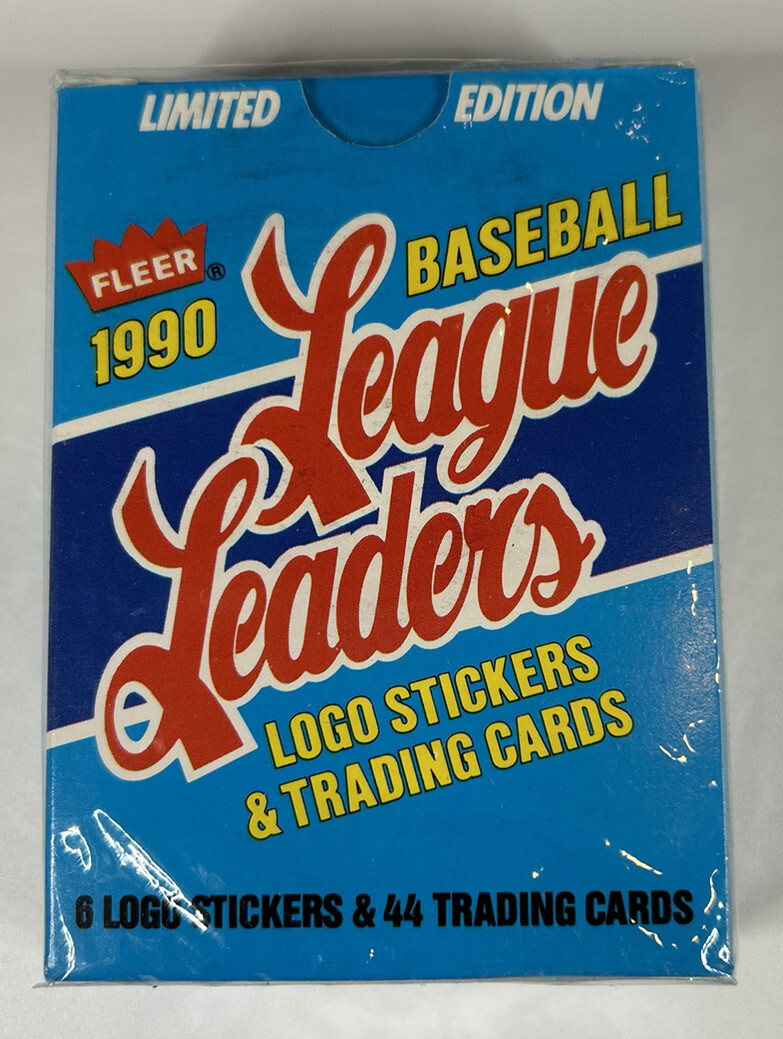 LIMITED EDITION
FLEER ®
1990
BASEBALL
League
Leaders
LOGO STICKERS
& TRADING CARDS
6 LOGO STICKERS & 44 TRADING CARDS